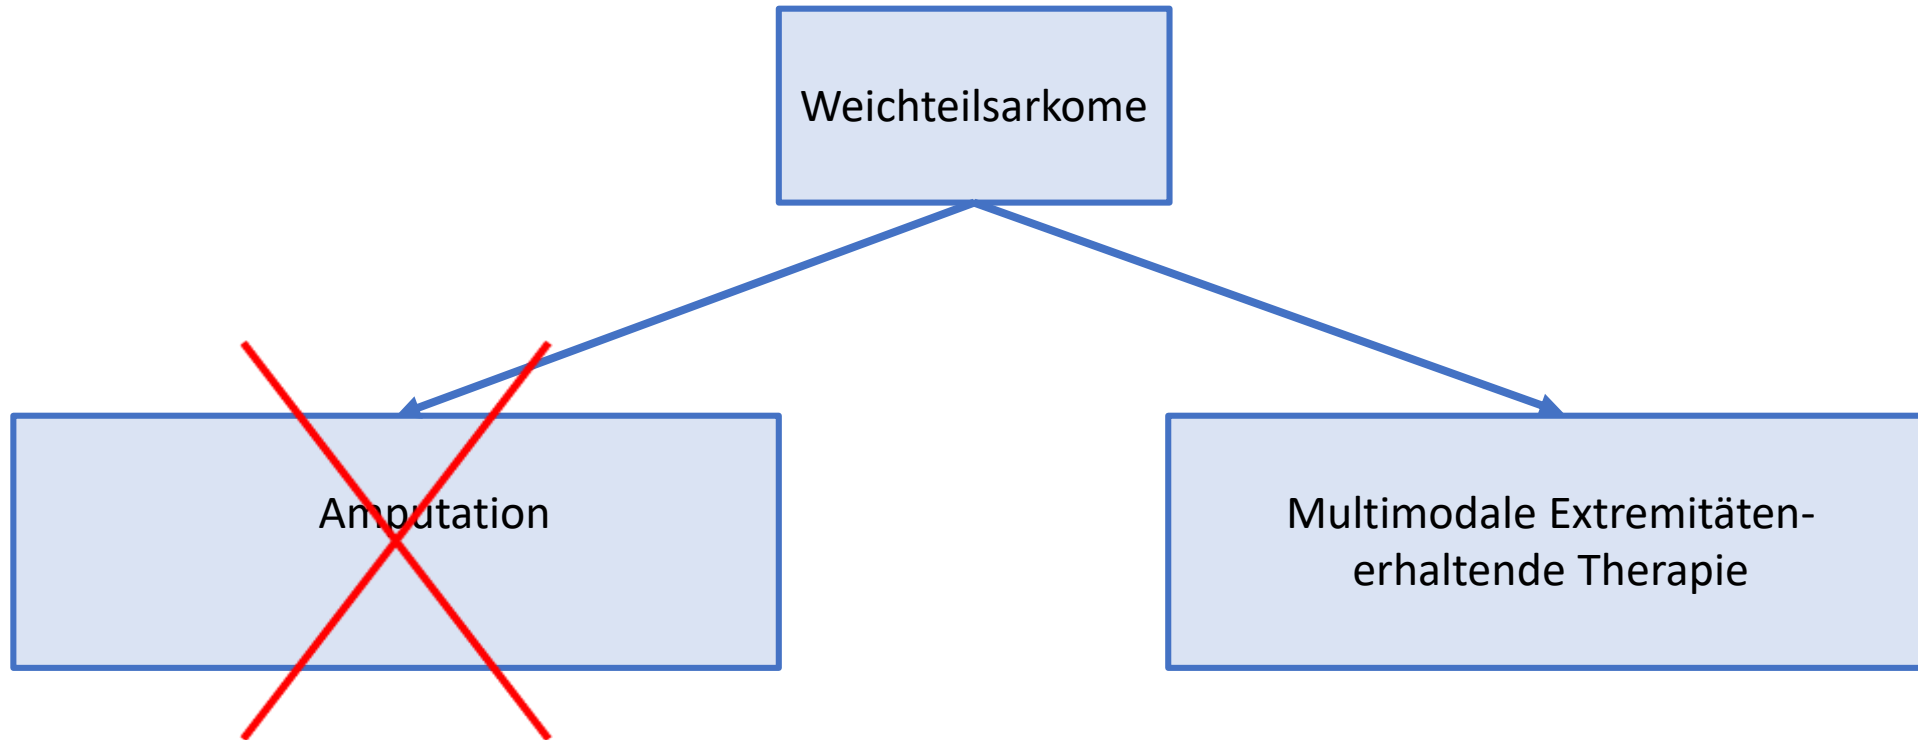 Weichteilsarkome
Amputation
Multimodale Extremitäten-
erhaltende Therapie